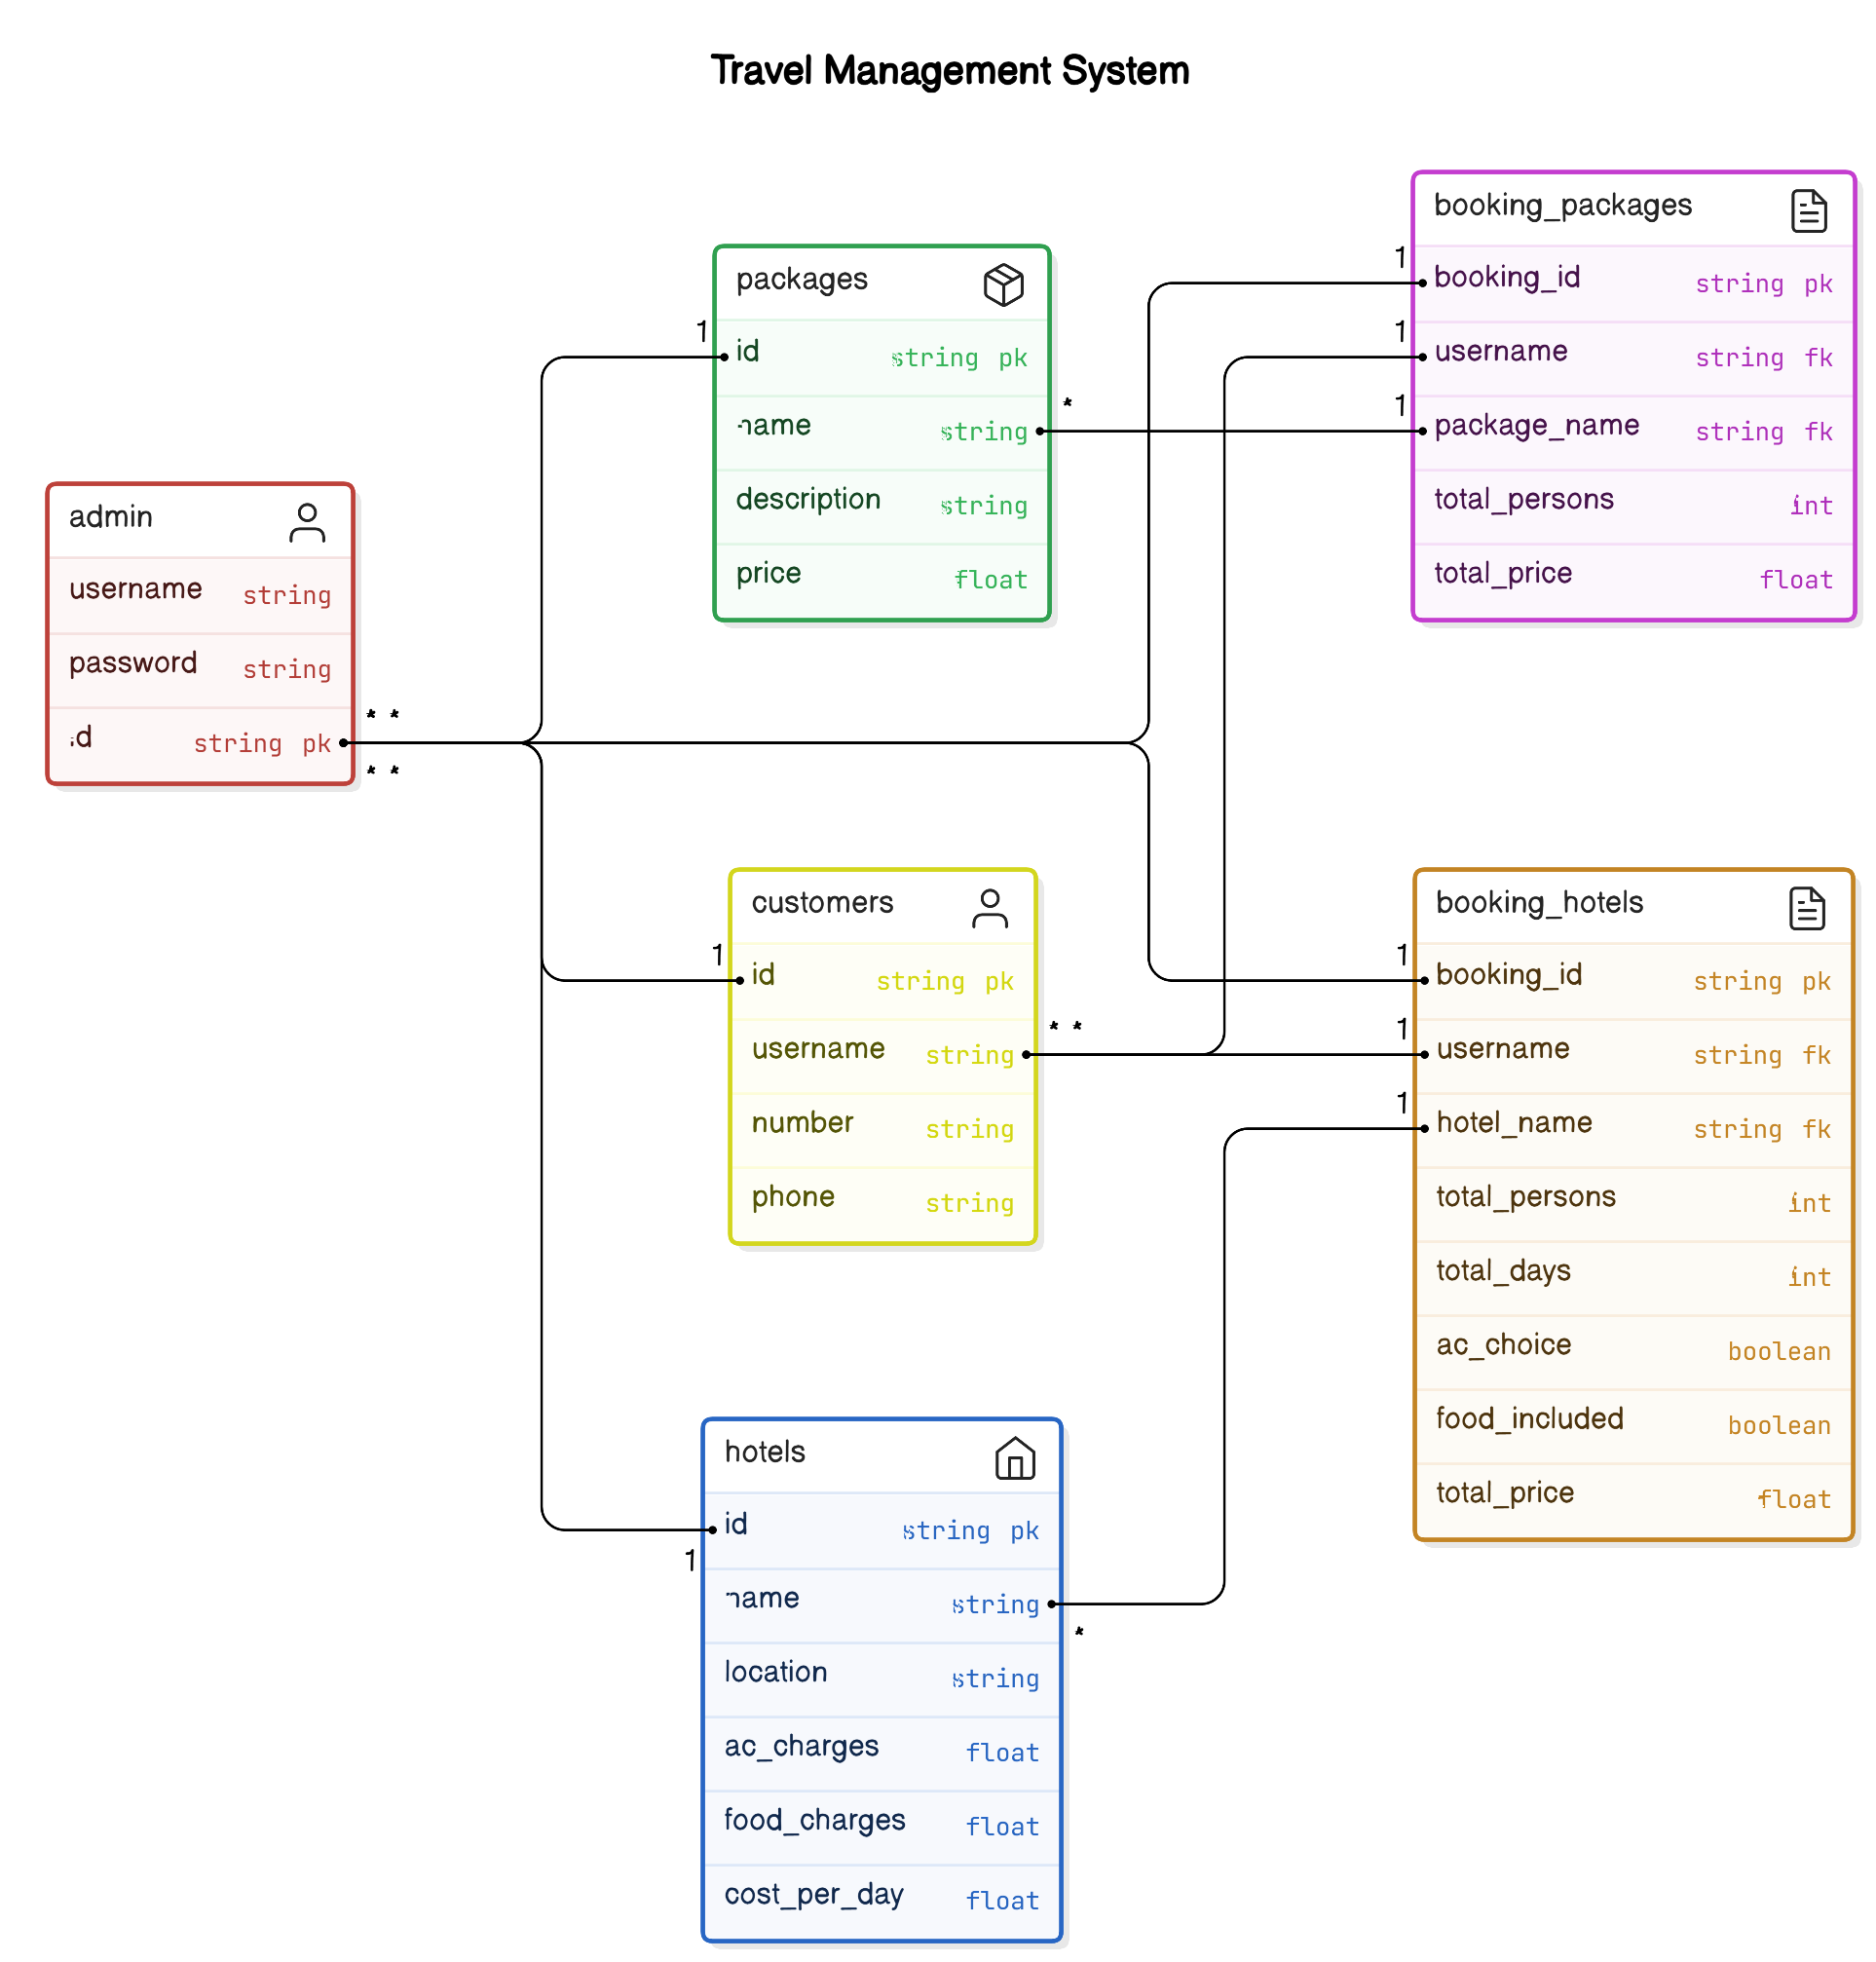 Travel Management System
booking_packages
1
booking_id string pk
1
username string fk
1
package_name string fk
total_persons int
total_price float
packages
1
id string pk
name string
*
description string
price float
admin
username string
password string
id string pk
* *
* *
customers
1
id string pk
username string
* *
number string
phone string
booking_hotels
1
booking_id string pk
1
username string fk
1
hotel_name string fk
total_persons int
total_days int
ac_choice boolean
food_included boolean
total_price float
hotels
id string pk
1
name string
*
location string
ac_charges float
food_charges float
cost_per_day float